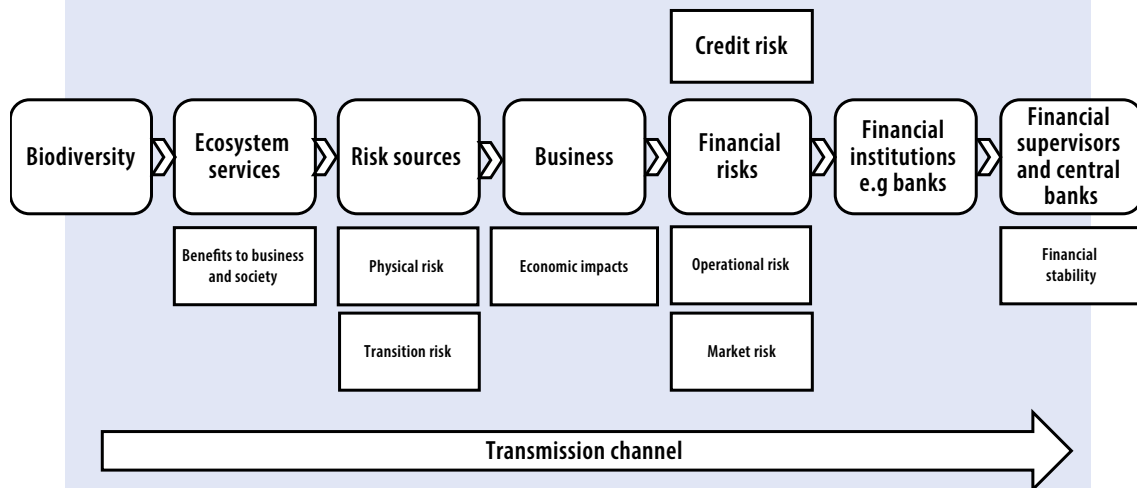 Credit risk
Biodiversity
Ecosystem
services
Risk sources
Business
Financial
risks
Financial
institutions
e.g banks
Financial
supervisors
and central
banks
Benefits to business
and society
Physical risk
Economic impacts
Operational risk
Financial
stability
Transition risk
Market risk
Transmission channel